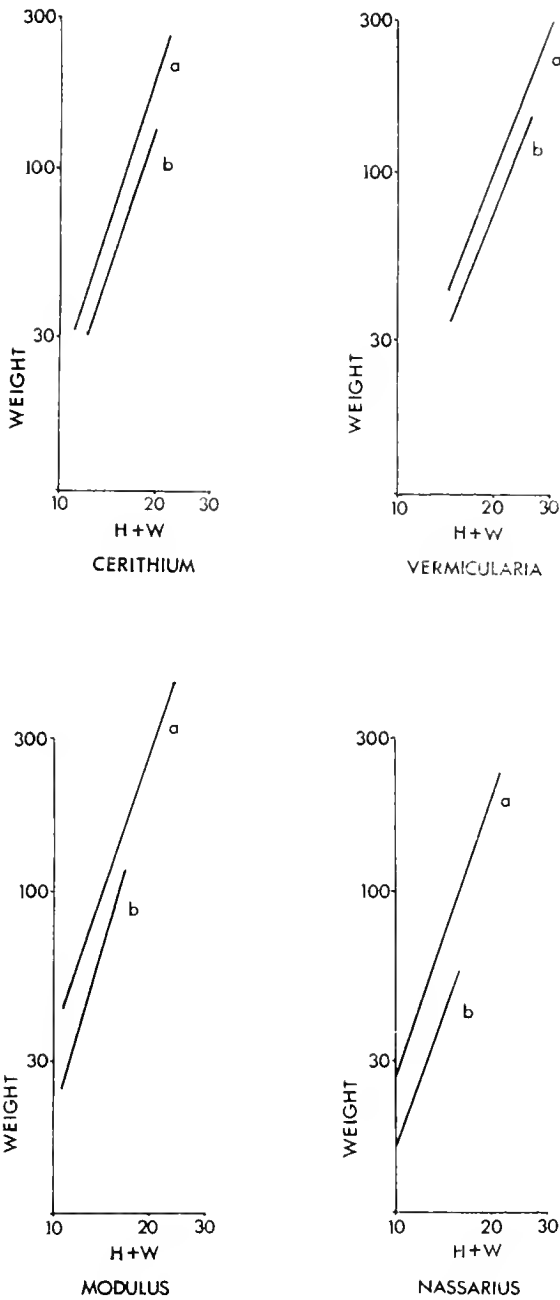 300
a
b
100
30
WEIGHT
10 20 30
H+W
CERITHIUM
300
a
b
100
30
WEIGHT
10 20 30
H+W
VERMICULARIA
300
a
100
b
30
WEIGHT
10 20 30
H+W
MODULUS
300
a
100
b
30
WEIGHT
10 20 30
H+W
NASSARIUS